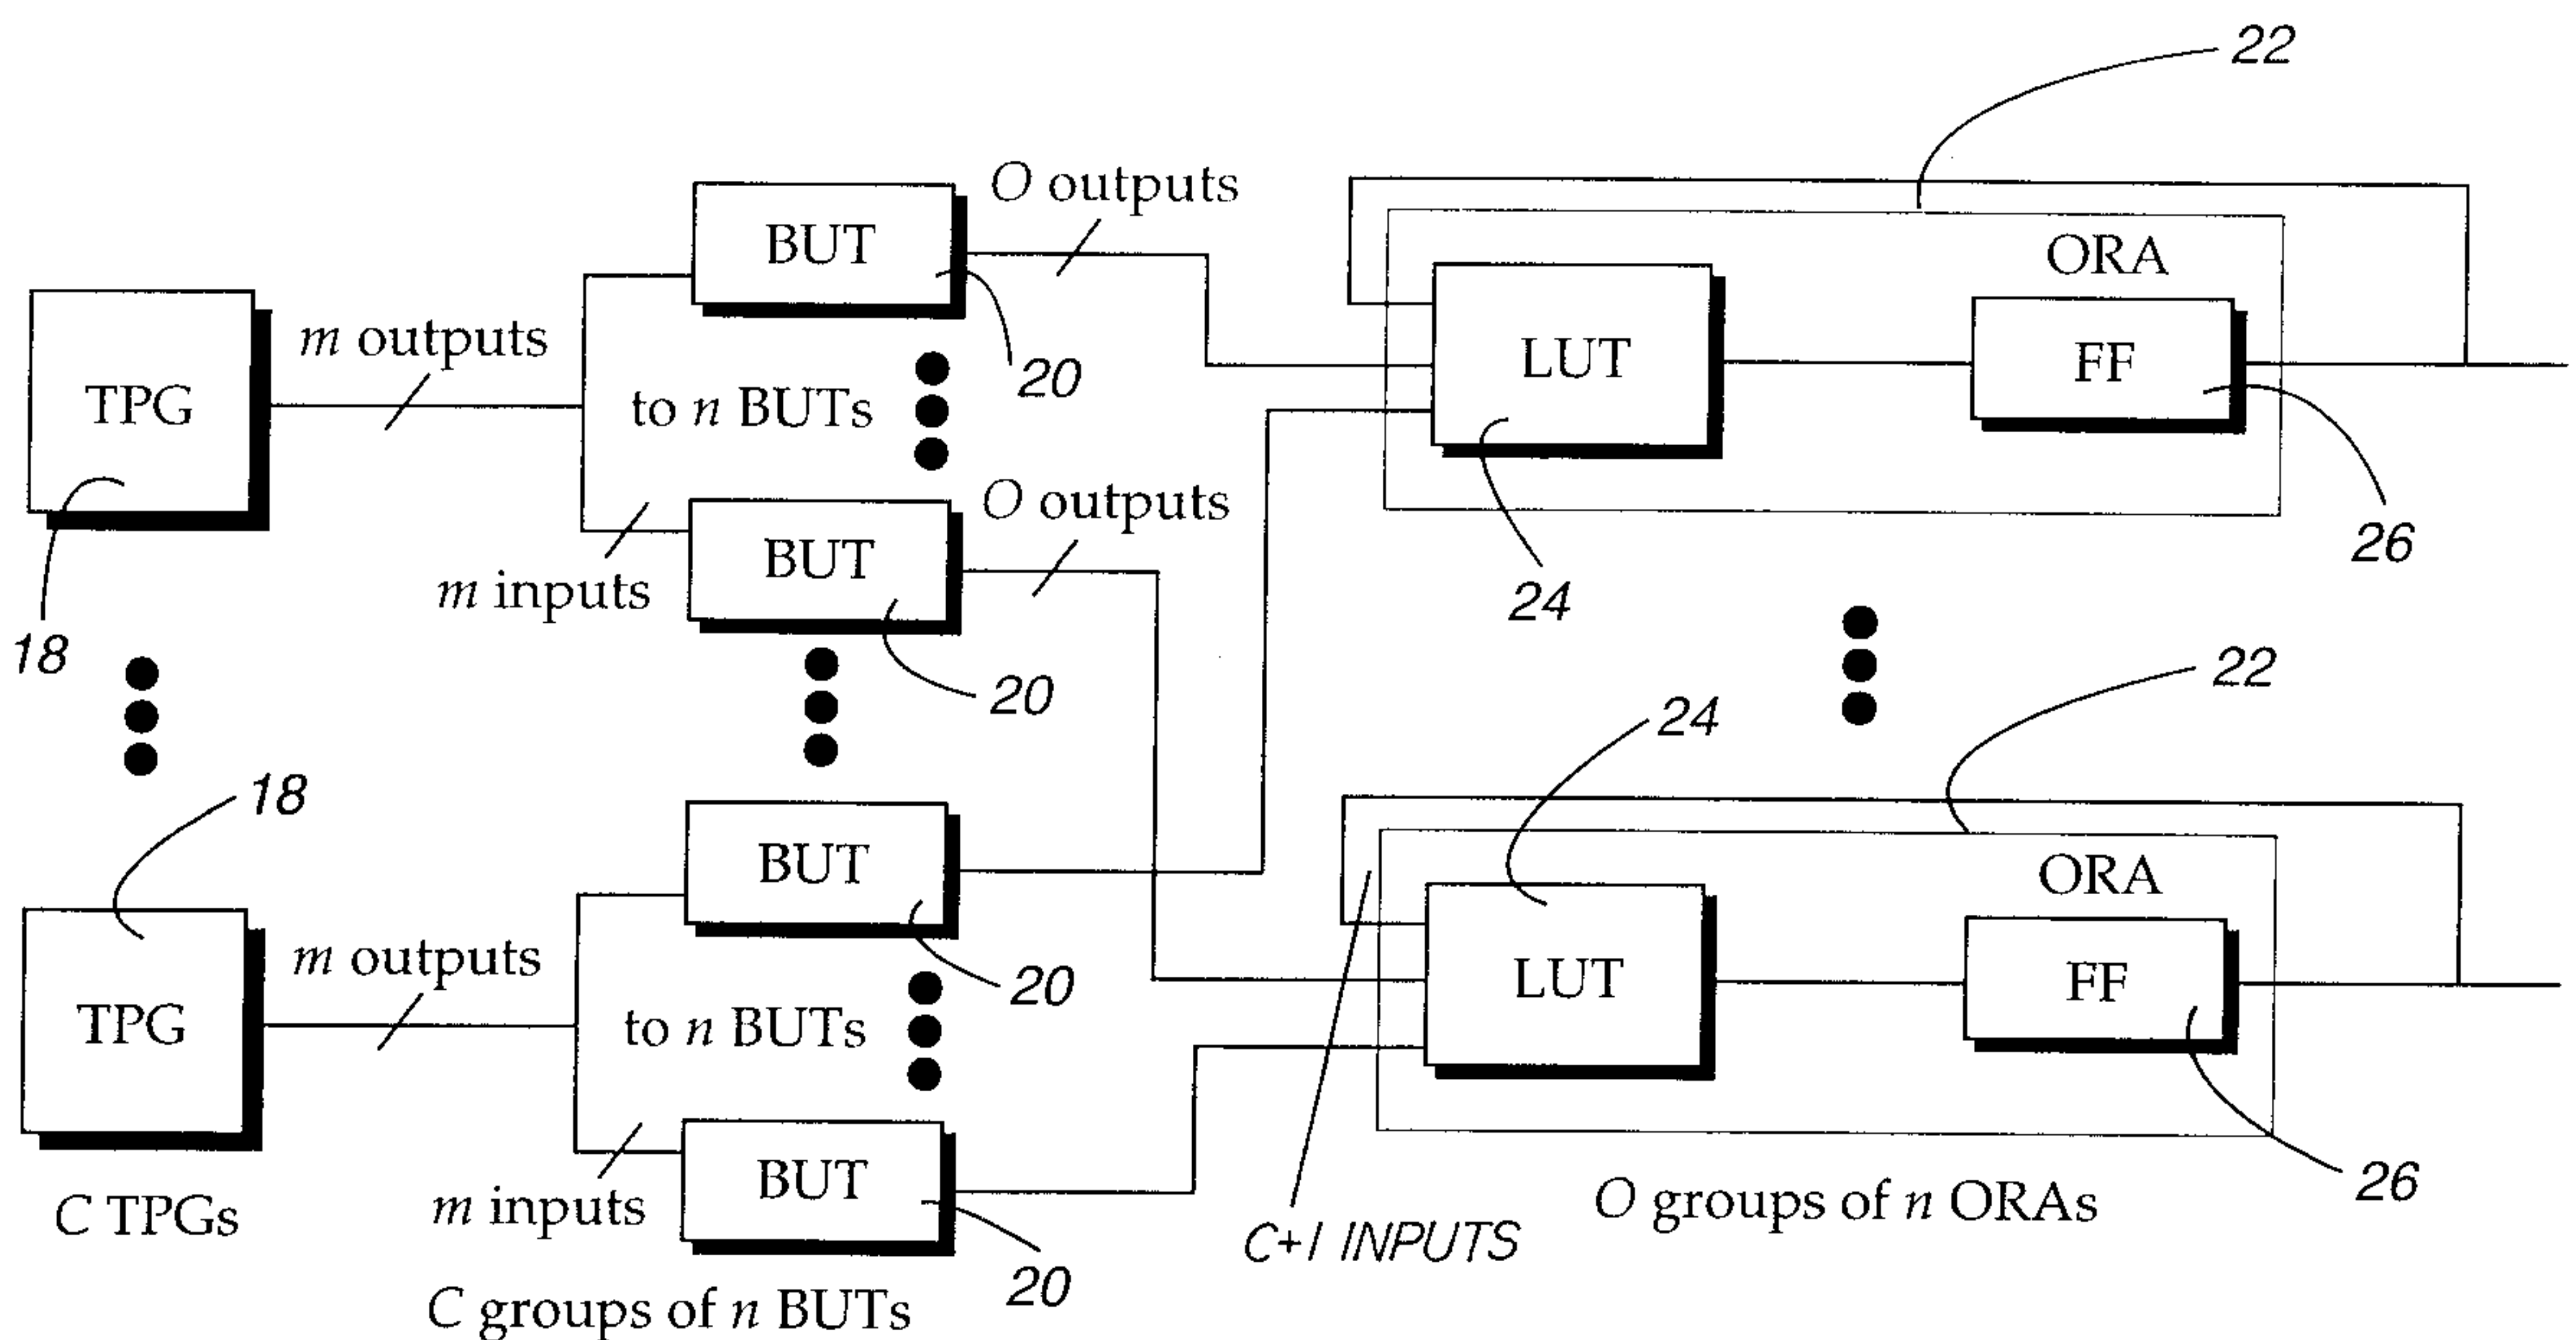 22
O outputs
BUT
ORA
m outputs
TPG
to n BUTs
20
LUT
FF
O outputs
BUT
m inputs
18
20
24
26
22
24
18
BUT
ORA
m outputs
TPG
to n BUTs
20
LUT
FF
BUT
m inputs
C TPGs
20
C+1 INPUTS
O groups of n ORAs
26
C groups of n BUTs